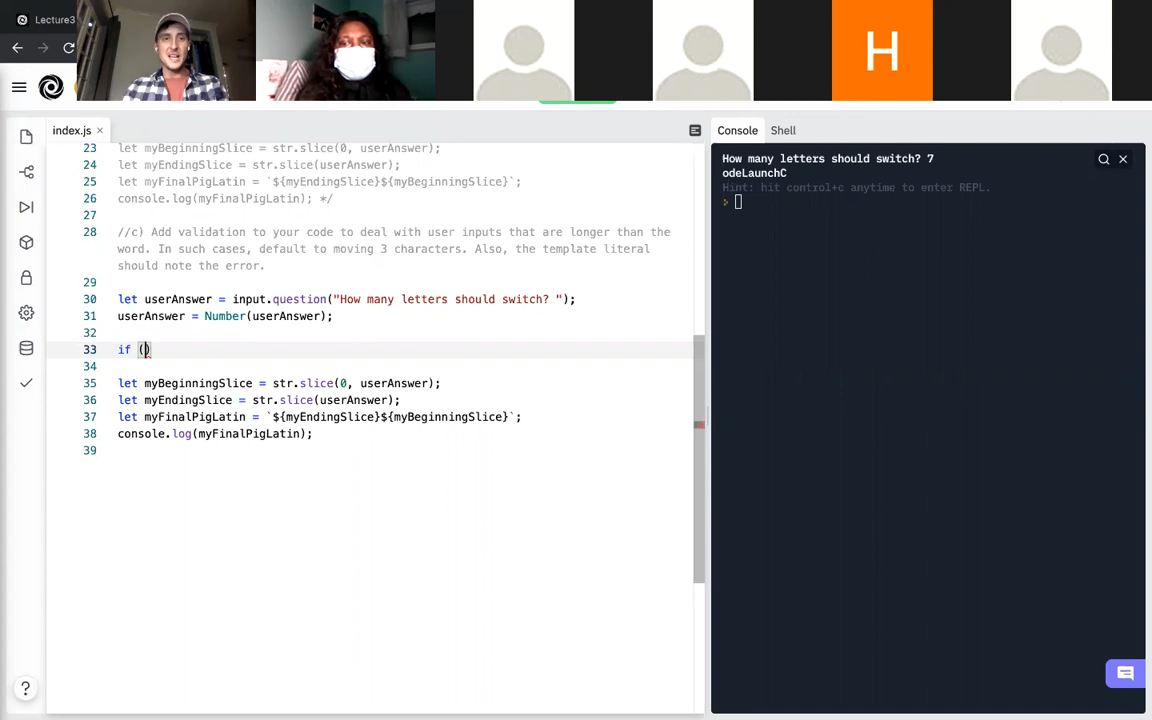 Lecture3
H
index.js ×
Console
Shell
23 let myBeginningSlice = str.slice(0, userAnswer);
24 let myEndingSlice = str.slice(userAnswer);
25 let myFinalPigLatin = `${myEndingSlice}${myBeginningSlice}`;
26 console.log(myFinalPigLatin); */
27
28 //c) Add validation to your code to deal with user inputs that are longer than the
word. In such cases, default to moving 3 characters. Also, the template literal
should note the error.
29
30 let userAnswer = input.question("How many letters should switch? ");
31 userAnswer = Number(userAnswer);
32
33 if ()
34
35 let myBeginningSlice = str.slice(0, userAnswer);
36 let myEndingSlice = str.slice(userAnswer);
37 let myFinalPigLatin = `${myEndingSlice}${myBeginningSlice}`;
38 console.log(myFinalPigLatin);
39
How many letters should switch? 7
odeLaunchC
Hint: hit control+c anytime to enter REPL.
>
?